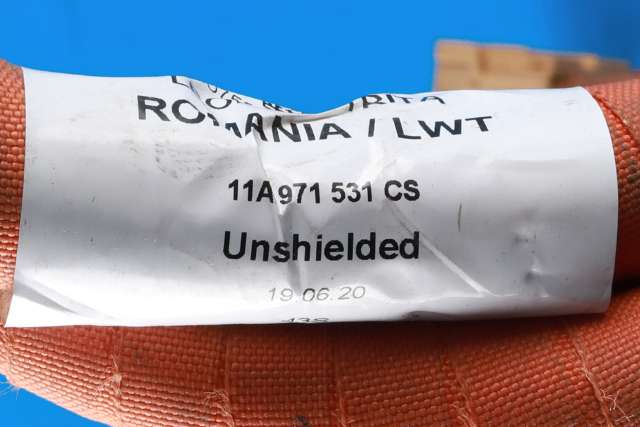 ROMANIA / LWT
11A971 531 CS
Unshielded
19.06.20